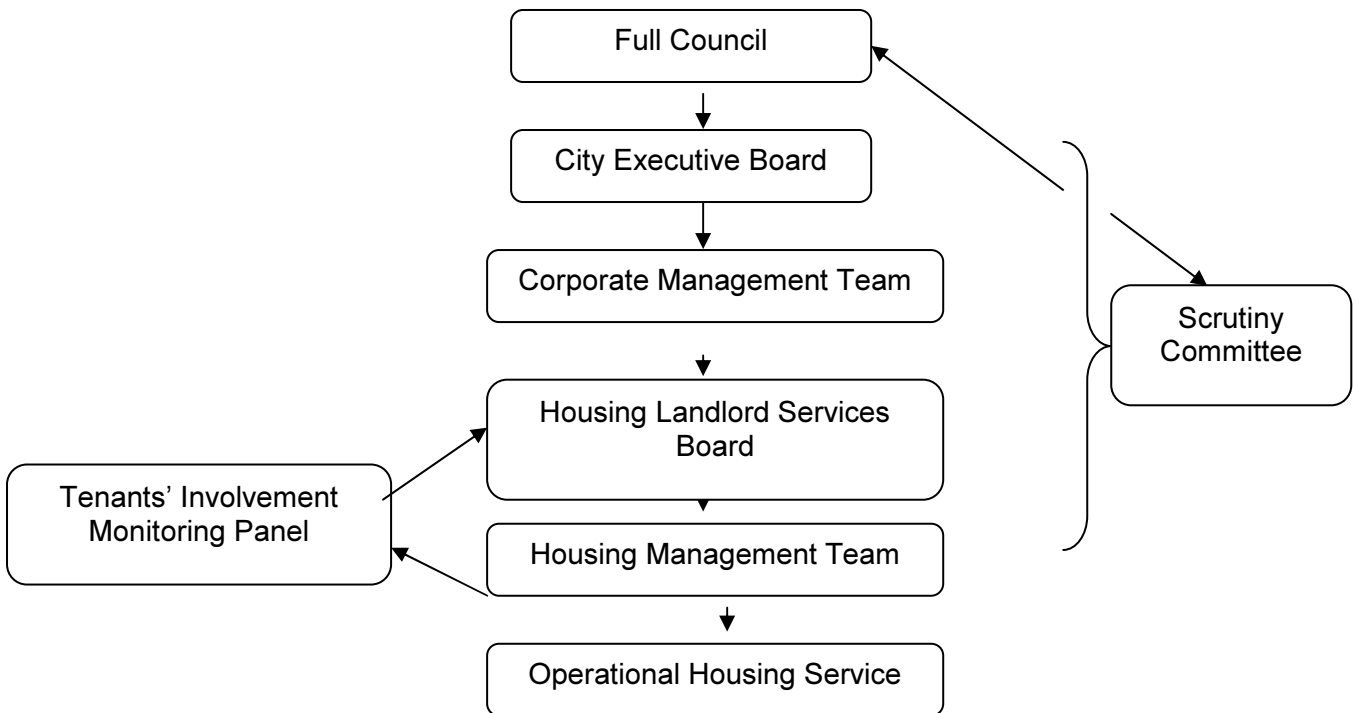 Full Council
City Executive Board
Corporate Management Team
Scrutiny
Committee
Housing Landlord Services
Board
Tenants’ Involvement
Monitoring Panel
Housing Management Team
Operational Housing Service